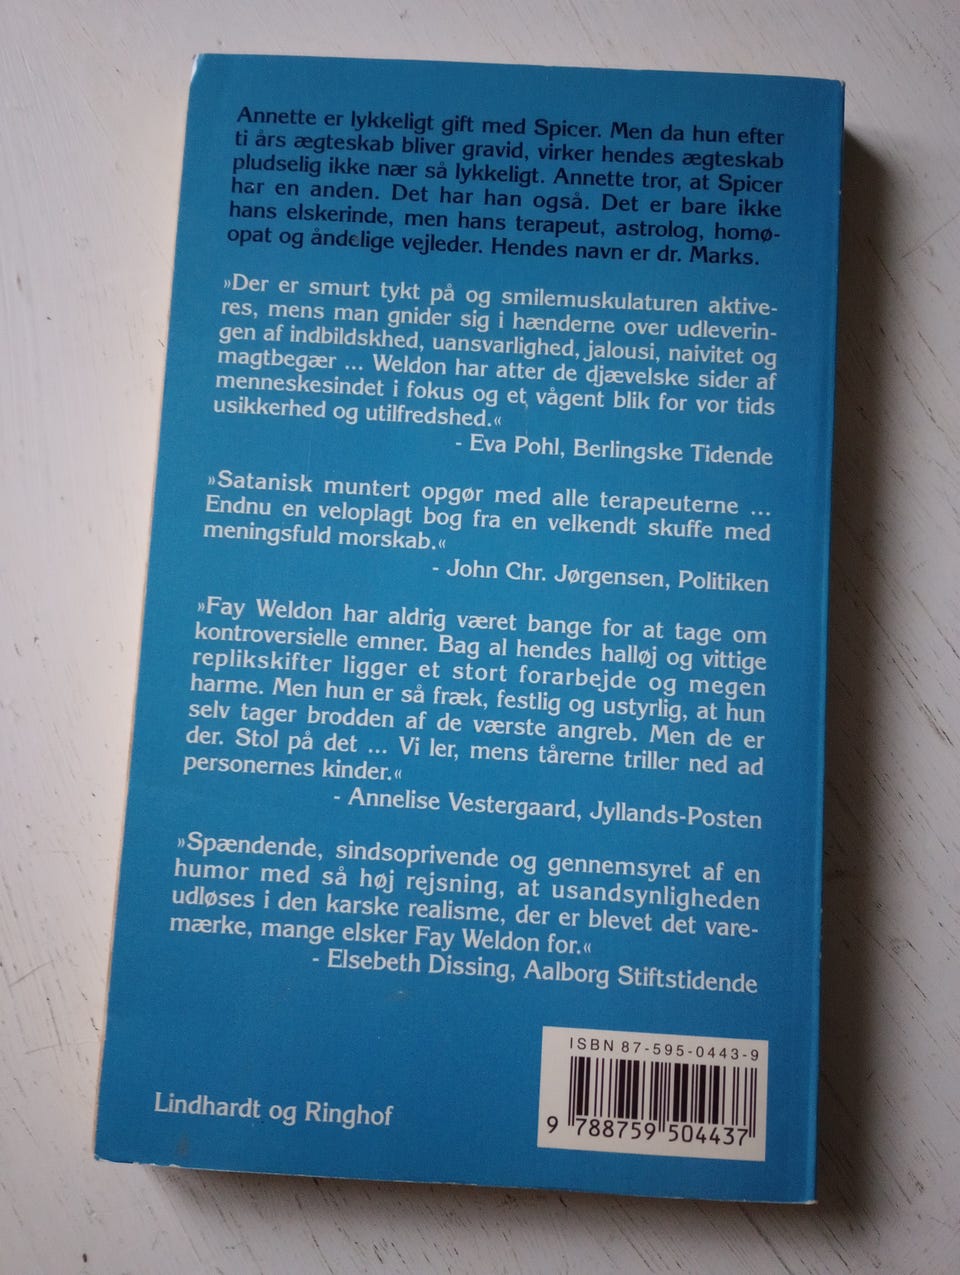 Annette er lykkeligt gift med Spicer. Men da hun efter
ti års ægteskab bliver gravid, virker hendes ægteskab
pludselig ikke nær så lykkeligt. Annette tror, at Spicer
har en anden. Det har han også. Det er bare ikke
hans elskerinde, men hans terapeut, astrolog, homø-
opat og åndelige vejleder. Hendes navn er dr. Marks.
»Der er smurt tykt på og smilemuskulaturen aktive-
res, mens man gnider sig i hænderne over udleverin-
gen af indbildskhed, uansvarlighed, jalousi, naivitet og
magtbegær ... Weldon har atter de djævelske sider af
menneskesindet i fokus og et vågent blik for vor tids
usikkerhed og utilfredshed.«
- Eva Pohl, Berlingske Tidende
»Satanisk muntert opgør med alle terapeuterne ...
Endnu en veloplagt bog fra en velkendt skuffe med
meningsfuld morskab.«
- John Chr. Jørgensen, Politiken
»Fay Weldon har aldrig været bange for at tage om
kontroversielle emner. Bag al hendes halløj og vittige
replikskifter ligger et stort forarbejde og megen
harme. Men hun er så fræk, festlig og ustyrlig, at hun
selv tager brodden af de værste angreb. Men de er
der. Stol på det ... Vi ler, mens tårerne triller ned ad
personernes kinder.«
- Annelise Vestergaard, Jyllands-Posten
»Spændende, sindsoprivende og gennemsyret af en
humor med så høj rejsning, at usandsynligheden
udløses i den karske realisme, der er blevet det vare-
mærke, mange elsker Fay Weldon for.«
- Elsebeth Dissing, Aalborg Stiftstidende
ISBN 87-595-0443-9
9 788759 504437
Lindhardt og Ringhof